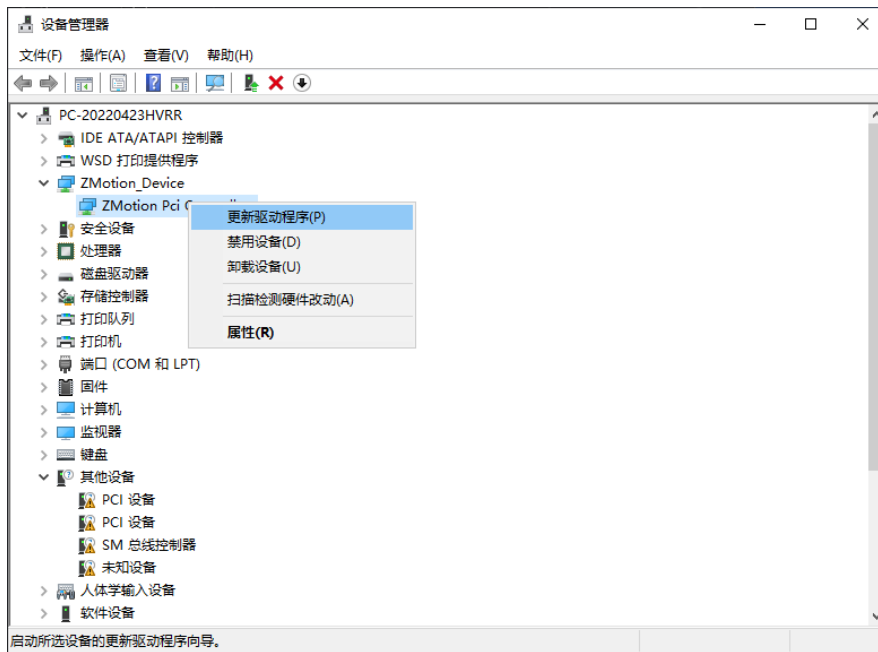 设备管理器
文件(F) 操作(A) 查看(V) 帮助(H)
PC-20220423HVRR
IDE ATA/ATAPI 控制器
WSD 打印提供程序
ZMotion_Device
ZMotion Pci
更新驱动程序(P)
安全设备
禁用设备(D)
处理器
卸载设备(U)
磁盘驱动器
存储控制器
扫描检测硬件改动(A)
打印队列
属性(R)
打印机
端口 (COM 和 LPT)
固件
计算机
监视器
键盘
其他设备
PCI 设备
PCI 设备
SM 总线控制器
未知设备
人体学输入设备
软件设备
启动所选设备的更新驱动程序向导。